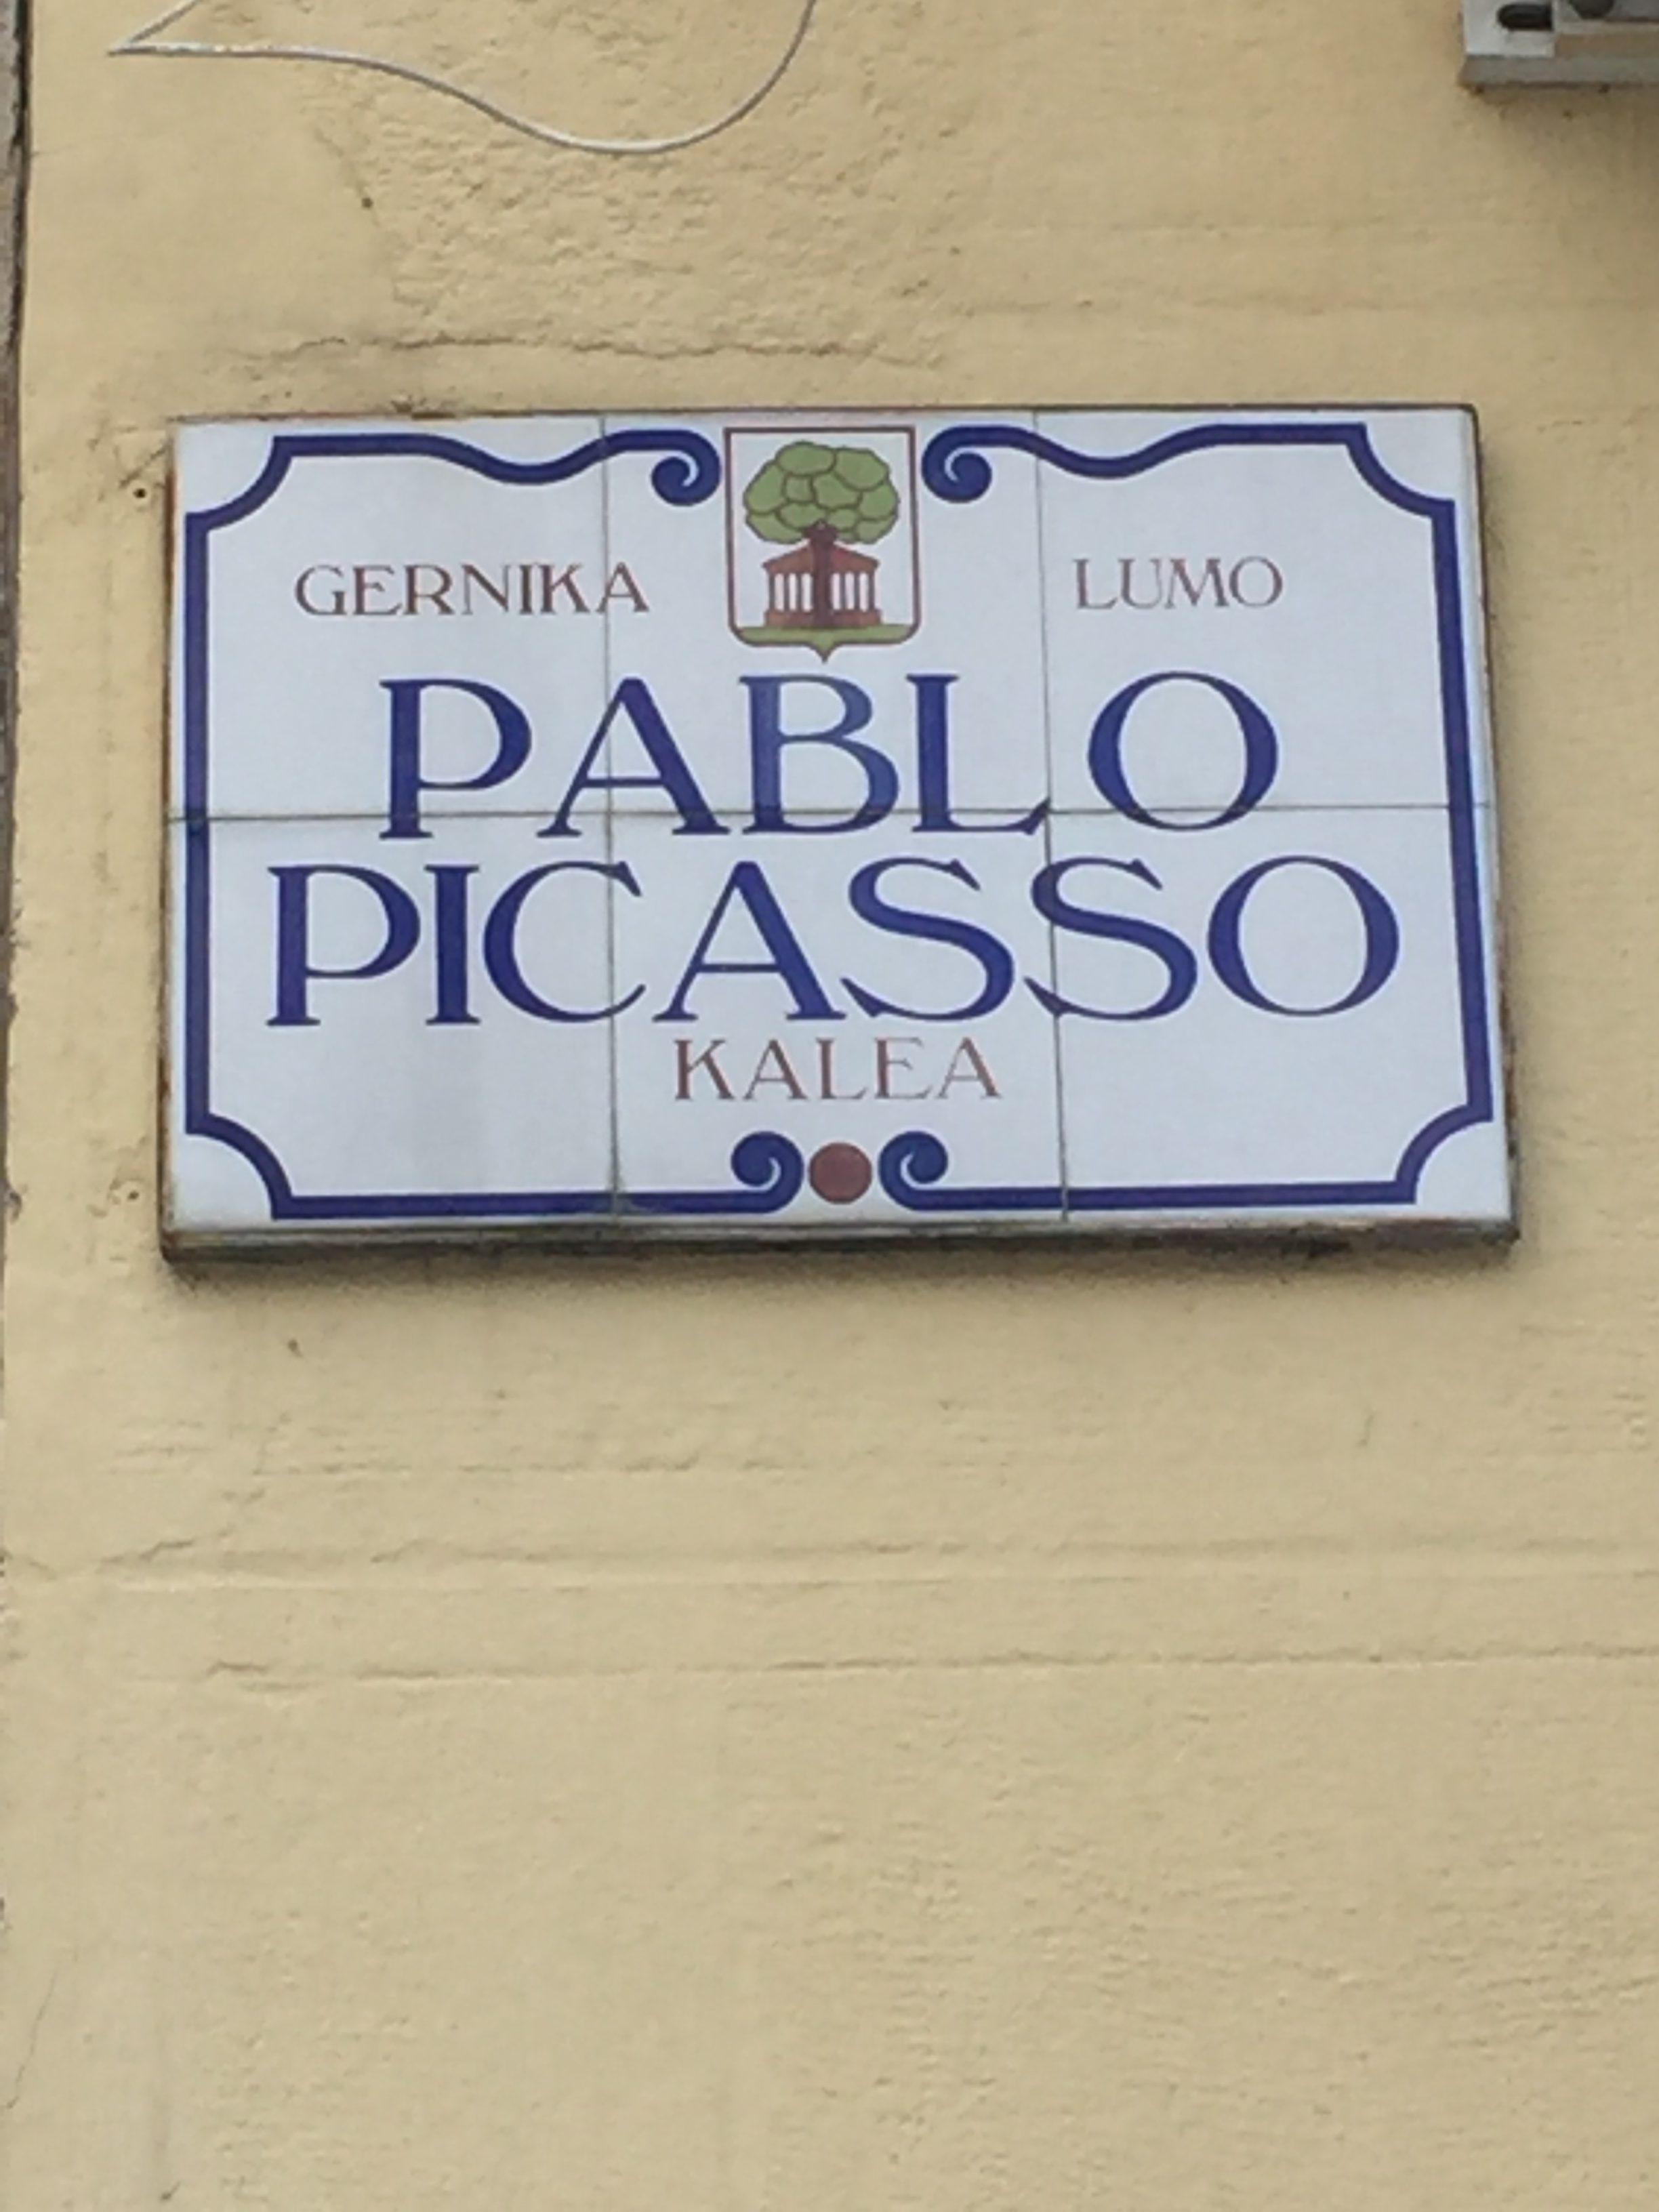 GERNIKA LUMO
PABLO
PICASSO
KALEA